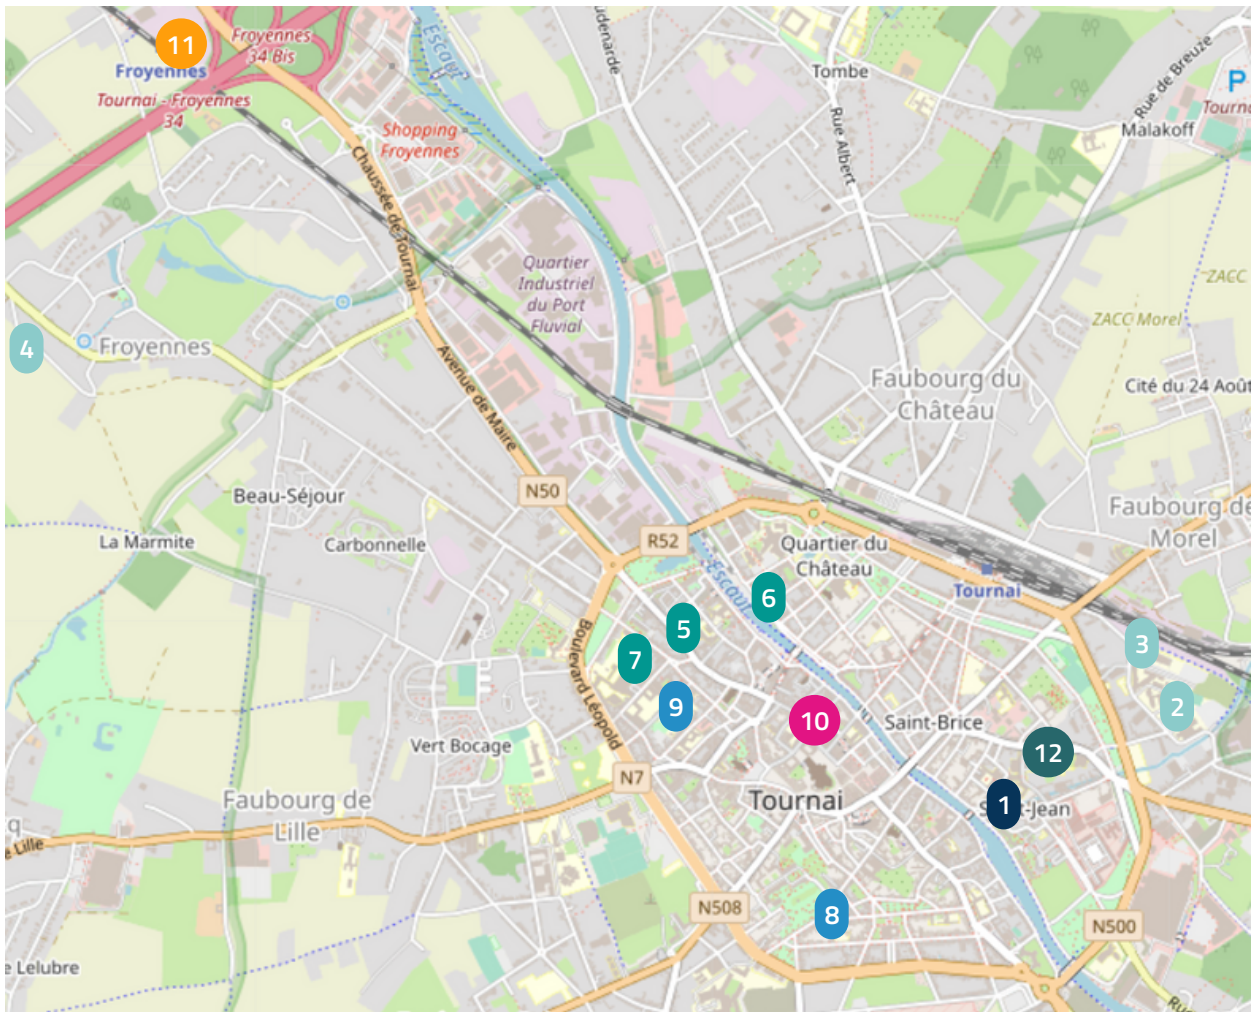 Froyennes
34 Bis
11
Froyennes
Tournai - Froyennes
34
Escaut
Tombe
Rue de Breuze
P
Malakoff
Shopping
Froyennes
Rue Albert
Chaussée de Tournai
Quartier
Industriel
du Port
Fluvial
ZACC
ZACC Morel
4
Froyennes
Avenue de Maire
Faubourg du
Château
Cité du 24 Août
Beau-Séjour
N50
Faubourg de
Morel
La Marmite
Carbonnelle
R52
Quartier du
Château
Escaut
Tournai
6
5
7
3
Boulevard Léopold
9
2
10
Saint-Brice
Vert Bocage
12
N7
Faubourg de
Lille
Tournai
1
N508
8
N500
e Lille
e Lelubre